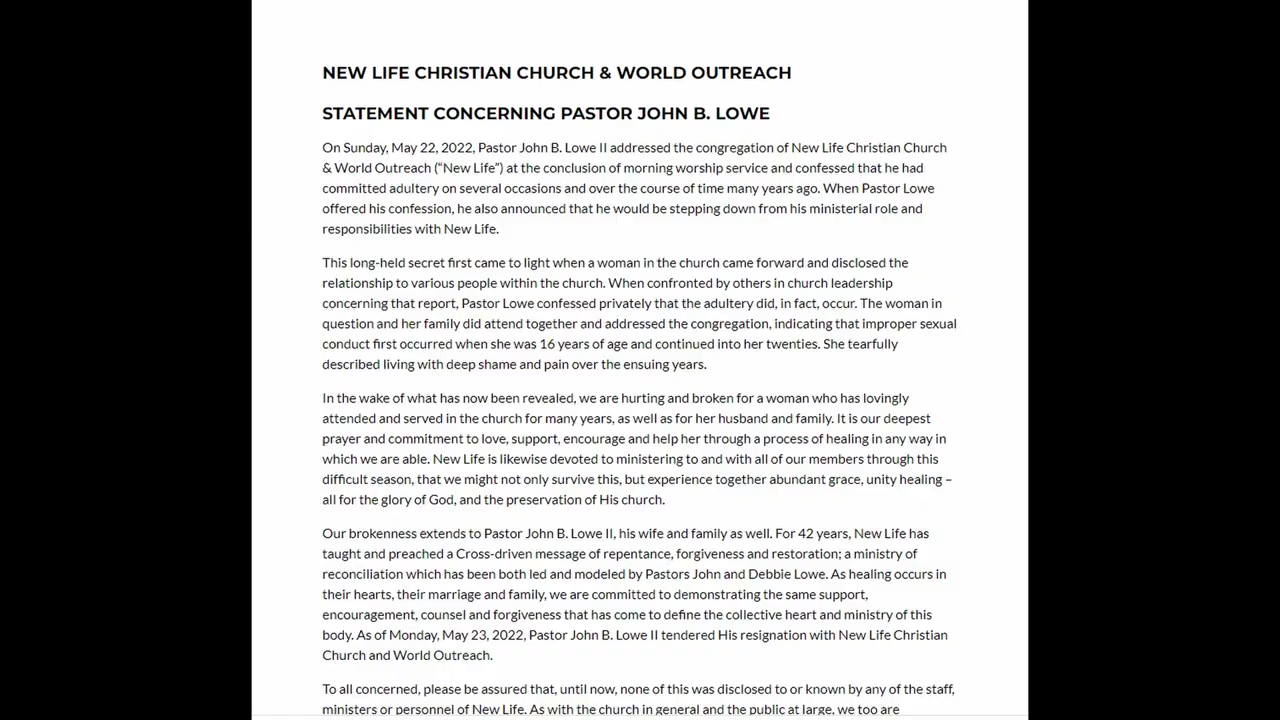 NEW LIFE CHRISTIAN CHURCH & WORLD OUTREACH
STATEMENT CONCERNING PASTOR JOHN B. LOWE
On Sunday, May 22, 2022, Pastor John B. Lowe II addressed the congregation of New Life Christian Church
& World Outreach (“New Life”) at the conclusion of morning worship service and confessed that he had
committed adultery on several occasions and over the course of time many years ago. When Pastor Lowe
offered his confession, he also announced that he would be stepping down from his ministerial role and
responsibilities with New Life.
This long-held secret first came to light when a woman in the church came forward and disclosed the
relationship to various people within the church. When confronted by others in church leadership
concerning that report, Pastor Lowe confessed privately that the adultery did, in fact, occur. The woman in
question and her family did attend together and addressed the congregation, indicating that improper sexual
conduct first occurred when she was 16 years of age and continued into her twenties. She tearfully
described living with deep shame and pain over the ensuing years.
In the wake of what has now been revealed, we are hurting and broken for a woman who has lovingly
attended and served in the church for many years, as well as for her husband and family. It is our deepest
prayer and commitment to love, support, encourage and help her through a process of healing in any way in
which we are able. New Life is likewise devoted to ministering to and with all of our members through this
difficult season, that we might not only survive this, but experience together abundant grace, unity healing –
all for the glory of God, and the preservation of His church.
Our brokenness extends to Pastor John B. Lowe II, his wife and family as well. For 42 years, New Life has
taught and preached a Cross-driven message of repentance, forgiveness and restoration; a ministry of
reconciliation which has been both led and modeled by Pastors John and Debbie Lowe. As healing occurs in
their hearts, their marriage and family, we are committed to demonstrating the same support,
encouragement, counsel and forgiveness that has come to define the collective heart and ministry of this
body. As of Monday, May 23, 2022, Pastor John B. Lowe II tendered His resignation with New Life Christian
Church and World Outreach.
To all concerned, please be assured that, until now, none of this was disclosed to or known by any of the staff,
ministers or personnel of New Life. As with the church in general and the public at large, we too are